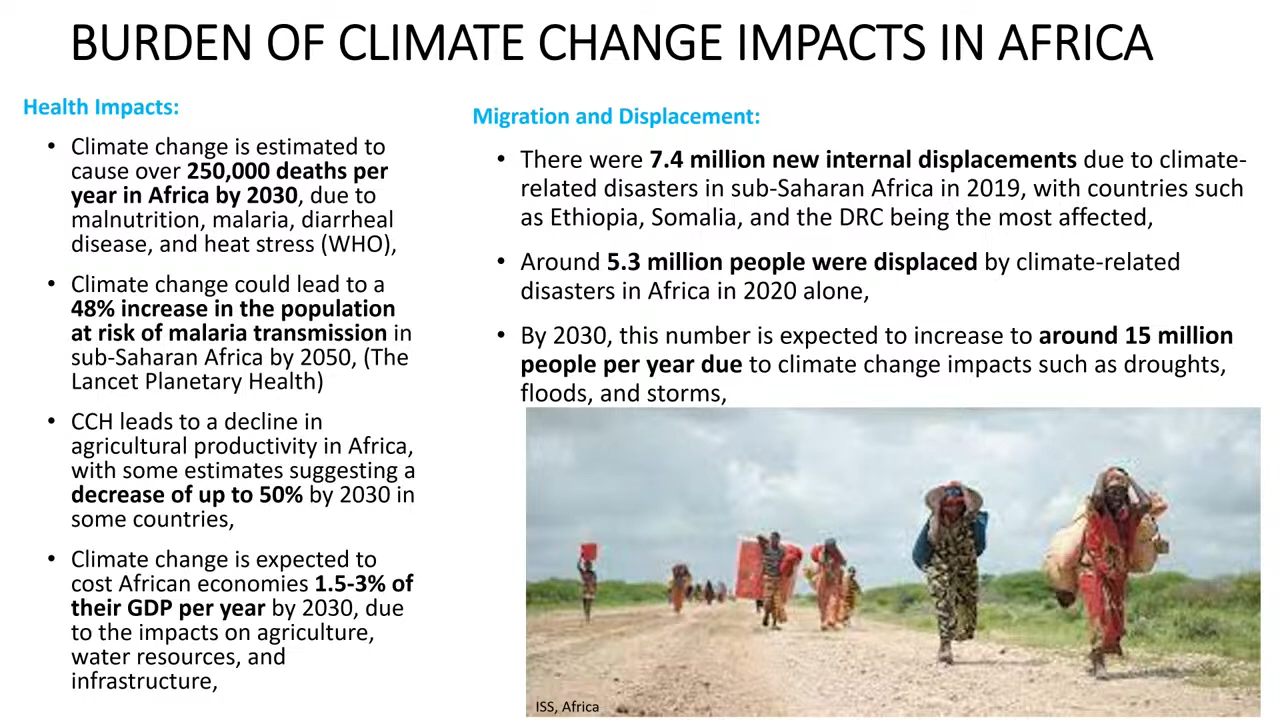 BURDEN OF CLIMATE CHANGE IMPACTS IN AFRICA
Health Impacts:
• Climate change is estimated to
cause over 250,000 deaths per
year in Africa by 2030, due to
malnutrition, malaria, diarrheal
disease, and heat stress (WHO),
• Climate change could lead to a
48% increase in the population
at risk of malaria transmission in
sub-Saharan Africa by 2050, (The
Lancet Planetary Health)
• CCH leads to a decline in
agricultural productivity in Africa,
with some estimates suggesting a
decrease of up to 50% by 2030 in
some countries,
• Climate change is expected to
cost African economies 1.5-3% of
their GDP per year by 2030, due
to the impacts on agriculture,
water resources, and
infrastructure,
Migration and Displacement:
• There were 7.4 million new internal displacements due to climate-
related disasters in sub-Saharan Africa in 2019, with countries such
as Ethiopia, Somalia, and the DRC being the most affected,
• Around 5.3 million people were displaced by climate-related
disasters in Africa in 2020 alone,
• By 2030, this number is expected to increase to around 15 million
people per year due to climate change impacts such as droughts,
floods, and storms,
ISS, Africa